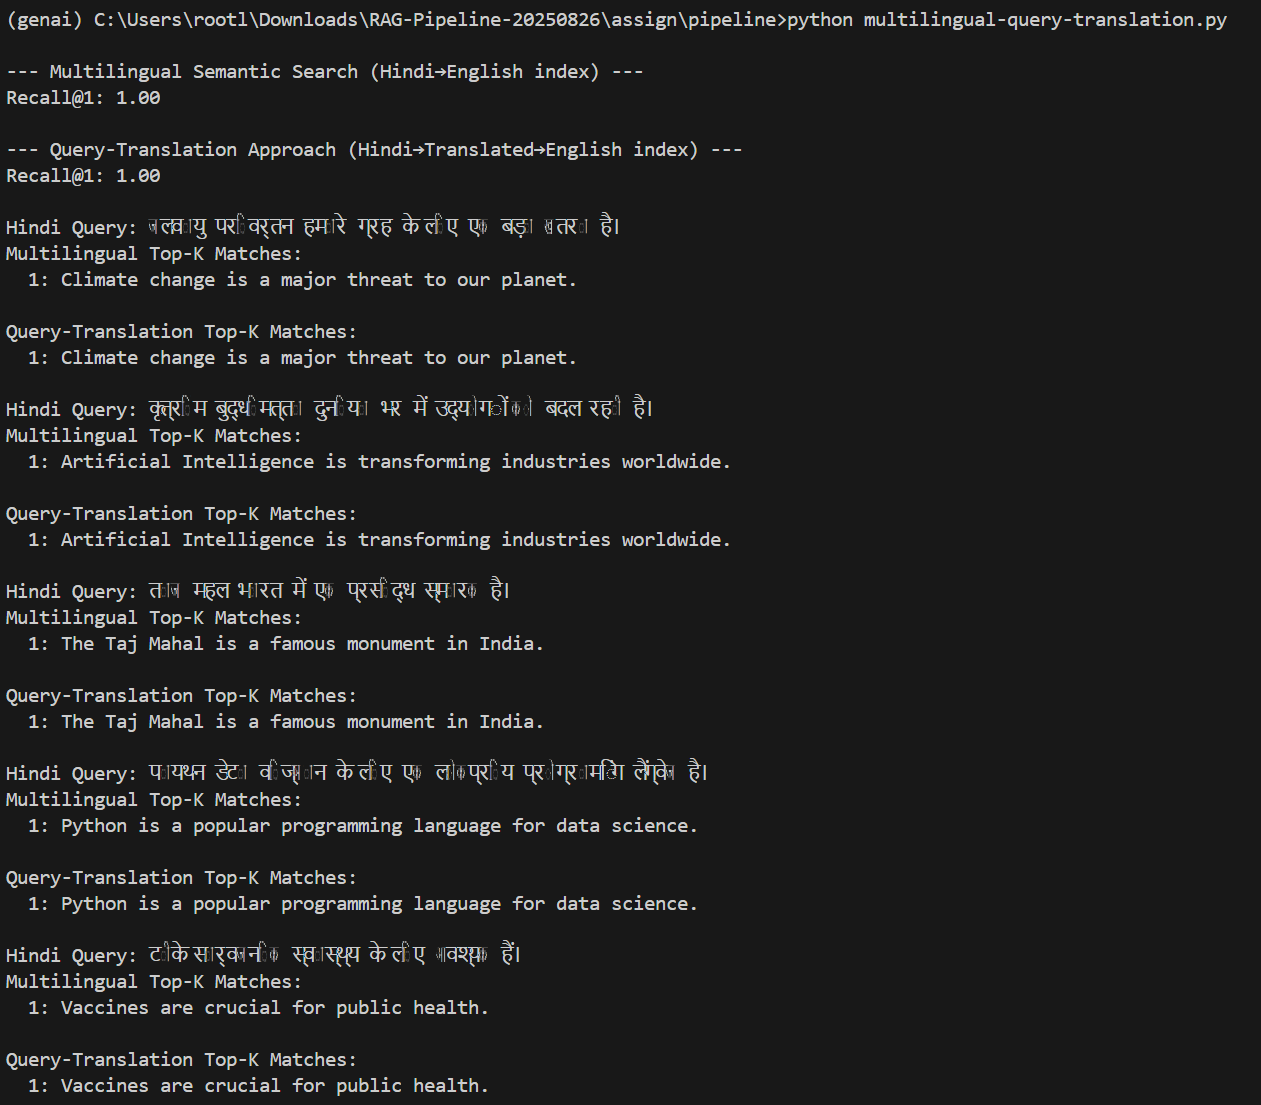 (genai) C:\Users\rootl\Downloads\RAG-Pipeline-20250826\assign\pipeline>python multilingual-query-translation.py
--- Multilingual Semantic Search (Hindi→English index) ---
Recall@1: 1.00
--- Query-Translation Approach (Hindi→Translated→English index) ---
Recall@1: 1.00
Hindi Query: जलवायु परिवर्तन हमारे ग्रह के लिए एक बड़ा खतरा है।
Multilingual Top-K Matches:
1: Climate change is a major threat to our planet.
Query-Translation Top-K Matches:
1: Climate change is a major threat to our planet.
Hindi Query: कृत्रिम बुद्धिमत्ता दुनिया भर में उद्योगों को बदल रही है।
Multilingual Top-K Matches:
1: Artificial Intelligence is transforming industries worldwide.
Query-Translation Top-K Matches:
1: Artificial Intelligence is transforming industries worldwide.
Hindi Query: ताज महल भारत में एक प्रसिद्ध स्मारक है।
Multilingual Top-K Matches:
1: The Taj Mahal is a famous monument in India.
Query-Translation Top-K Matches:
1: The Taj Mahal is a famous monument in India.
Hindi Query: पायथन डेटा विज्ञान के लिए एक लोकप्रिय प्रोग्रामिंग लैंग्वेज है।
Multilingual Top-K Matches:
1: Python is a popular programming language for data science.
Query-Translation Top-K Matches:
1: Python is a popular programming language for data science.
Hindi Query: टीके सार्वजनिक स्वास्थ्य के लिए आवश्यक हैं।
Multilingual Top-K Matches:
1: Vaccines are crucial for public health.
Query-Translation Top-K Matches:
1: Vaccines are crucial for public health.